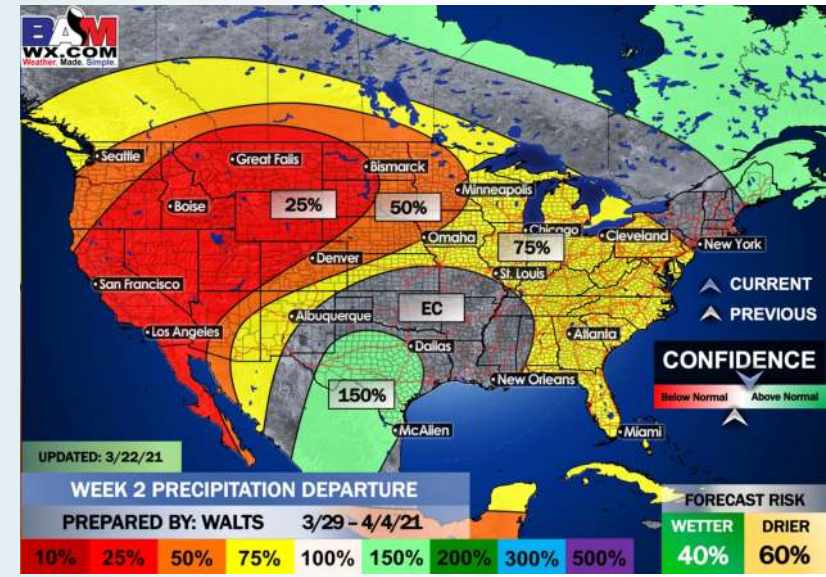 BAM
WX.COM
Weather. Made. Simple.
Seattle
Great Falls
Bismarck
Minneapolis
Boise
25%
50%
Omaha
Chicago
Cleveland
New York
75%
Denver
St. Louis
San Francisco
EC
Albuquerque
Los Angeles
Dallas
Atlanta
150%
New Orleans
McAllen
Miami
CURRENT
PREVIOUS
CONFIDENCE
Below Normal Above Normal
UPDATED: 3/22/21
WEEK 2 PRECIPITATION DEPARTURE
PREPARED BY: WALTS 3/29 – 4/4/21
10% 25% 50% 75% 100% 150% 200% 300% 500%
FORECAST RISK
WETTER DRIER
40% 60%